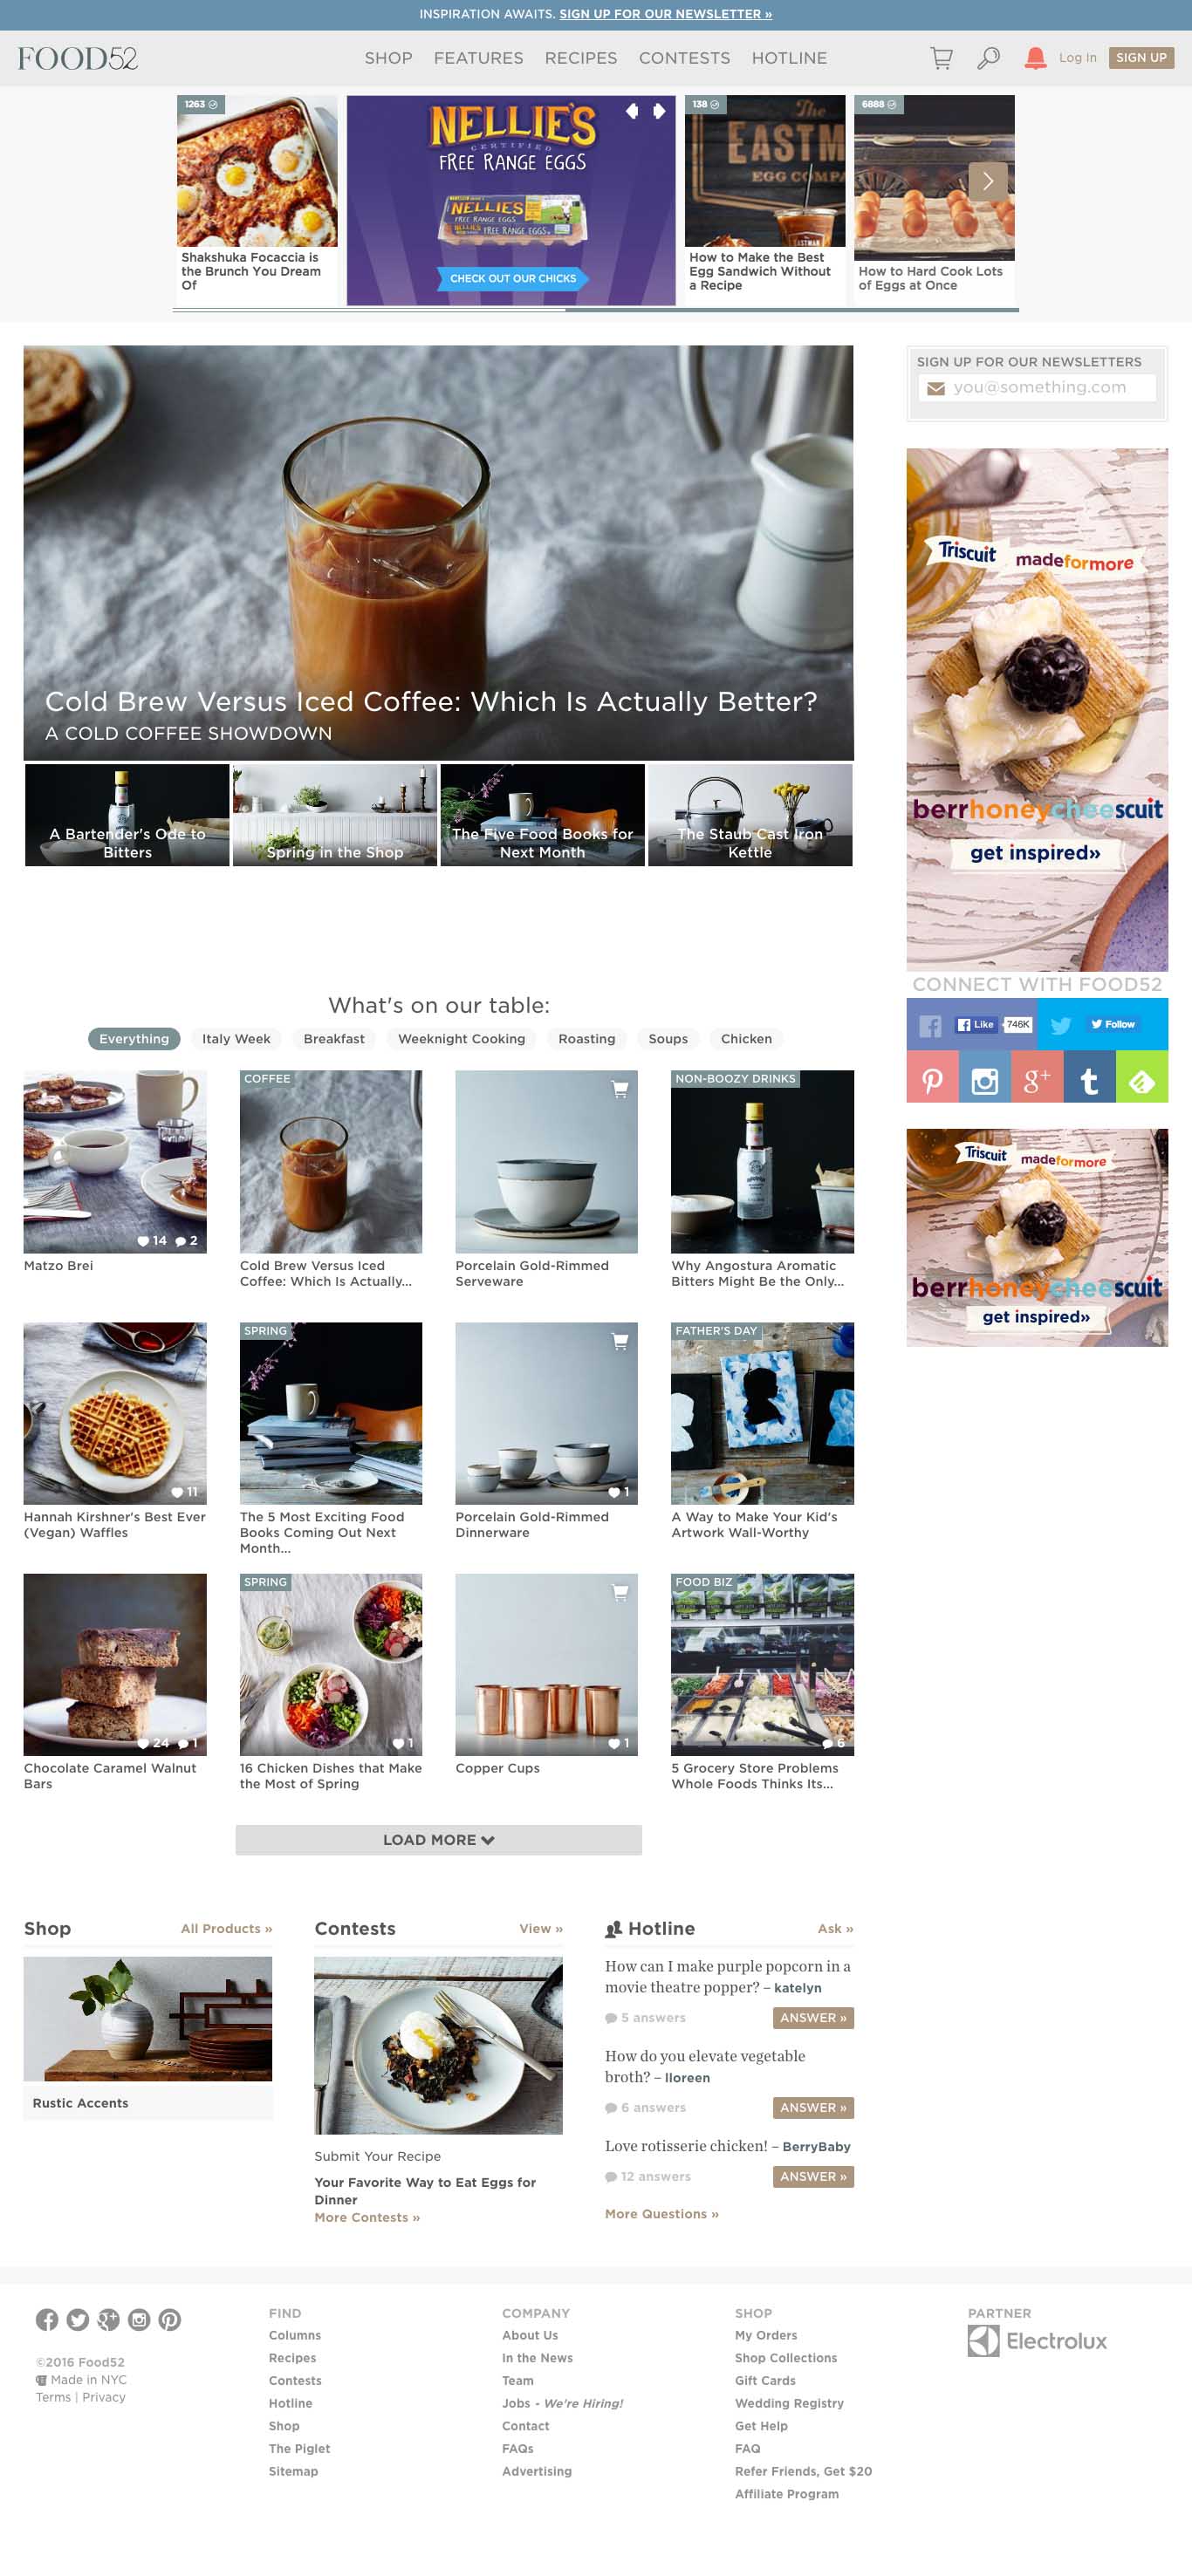 INSPIRATION AWAITS. SIGN UP FOR OUR NEWSLETTER »
FOOD52
SHOP FEATURES RECIPES CONTESTS HOTLINE
Log In SIGN UP
1263
Shakshuka Focaccia is
the Brunch You Dream
Of
NELLIE'S
CERTIFIED
FREE RANGE EGGS
NELLIE'S
FREE RANGE EGGS
NELLIE'S FREE RANGE EGGS
CHECK OUT OUR CHICKS
138
The
EASTM
EGG COMPA
EASTMAN
How to Make the Best
Egg Sandwich Without
a Recipe
6888
How to Hard Cook Lots
of Eggs at Once
Cold Brew Versus Iced Coffee: Which Is Actually Better?
A COLD COFFEE SHOWDOWN
A Bartender's Ode to
Bitters
Spring in the Shop
The Five Food Books for
Next Month
The Staub Cast Iron
Kettle
SIGN UP FOR OUR NEWSLETTERS
you@something.com
Triscuit madeformore
berrhoneycheescuit
get inspired»
CONNECT WITH FOOD52
Like 746K
Follow
g+
t
Triscuit madeformore
berrhoneycheescuit
get inspired»
What's on our table:
Everything Italy Week Breakfast Weeknight Cooking Roasting Soups Chicken
14 2
Matzo Brei
COFFEE
Cold Brew Versus Iced
Coffee: Which Is Actually...
Porcelain Gold-Rimmed
Serveware
NON-BOOZY DRINKS
Why Angostura Aromatic
Bitters Might Be the Only...
11
Hannah Kirshner's Best Ever
(Vegan) Waffles
SPRING
The 5 Most Exciting Food
Books Coming Out Next
Month...
1
Porcelain Gold-Rimmed
Dinnerware
FATHER'S DAY
A Way to Make Your Kid's
Artwork Wall-Worthy
24 1
Chocolate Caramel Walnut
Bars
SPRING
1
16 Chicken Dishes that Make
the Most of Spring
1
Copper Cups
FOOD BIZ
6
5 Grocery Store Problems
Whole Foods Thinks Its...
LOAD MORE
Shop All Products »
Rustic Accents
Contests View »
Submit Your Recipe
Your Favorite Way to Eat Eggs for
Dinner
More Contests »
Hotline Ask »
How can I make purple popcorn in a
movie theatre popper? – katelyn
5 answers ANSWER »
How do you elevate vegetable
broth? – lloreen
6 answers ANSWER »
Love rotisserie chicken! – BerryBaby
12 answers ANSWER »
More Questions »
©2016 Food52
Made in NYC
Terms | Privacy
FIND
Columns
Recipes
Contests
Hotline
Shop
The Piglet
Sitemap
COMPANY
About Us
In the News
Team
Jobs - We're Hiring!
Contact
FAQs
Advertising
SHOP
My Orders
Shop Collections
Gift Cards
Wedding Registry
Get Help
FAQ
Refer Friends, Get $20
Affiliate Program
PARTNER
Electrolux